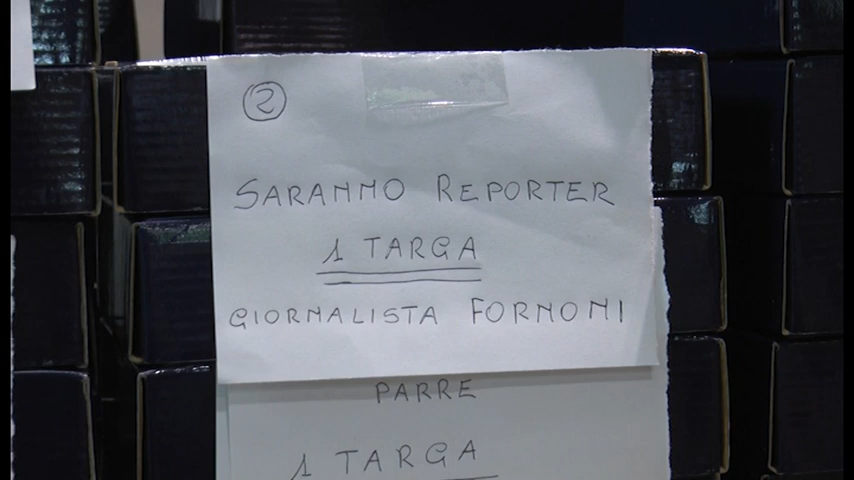 2
SARANNO REPORTER
1 TARGA
GIORNALISTA FORNONI
PARRE
1 TARGA